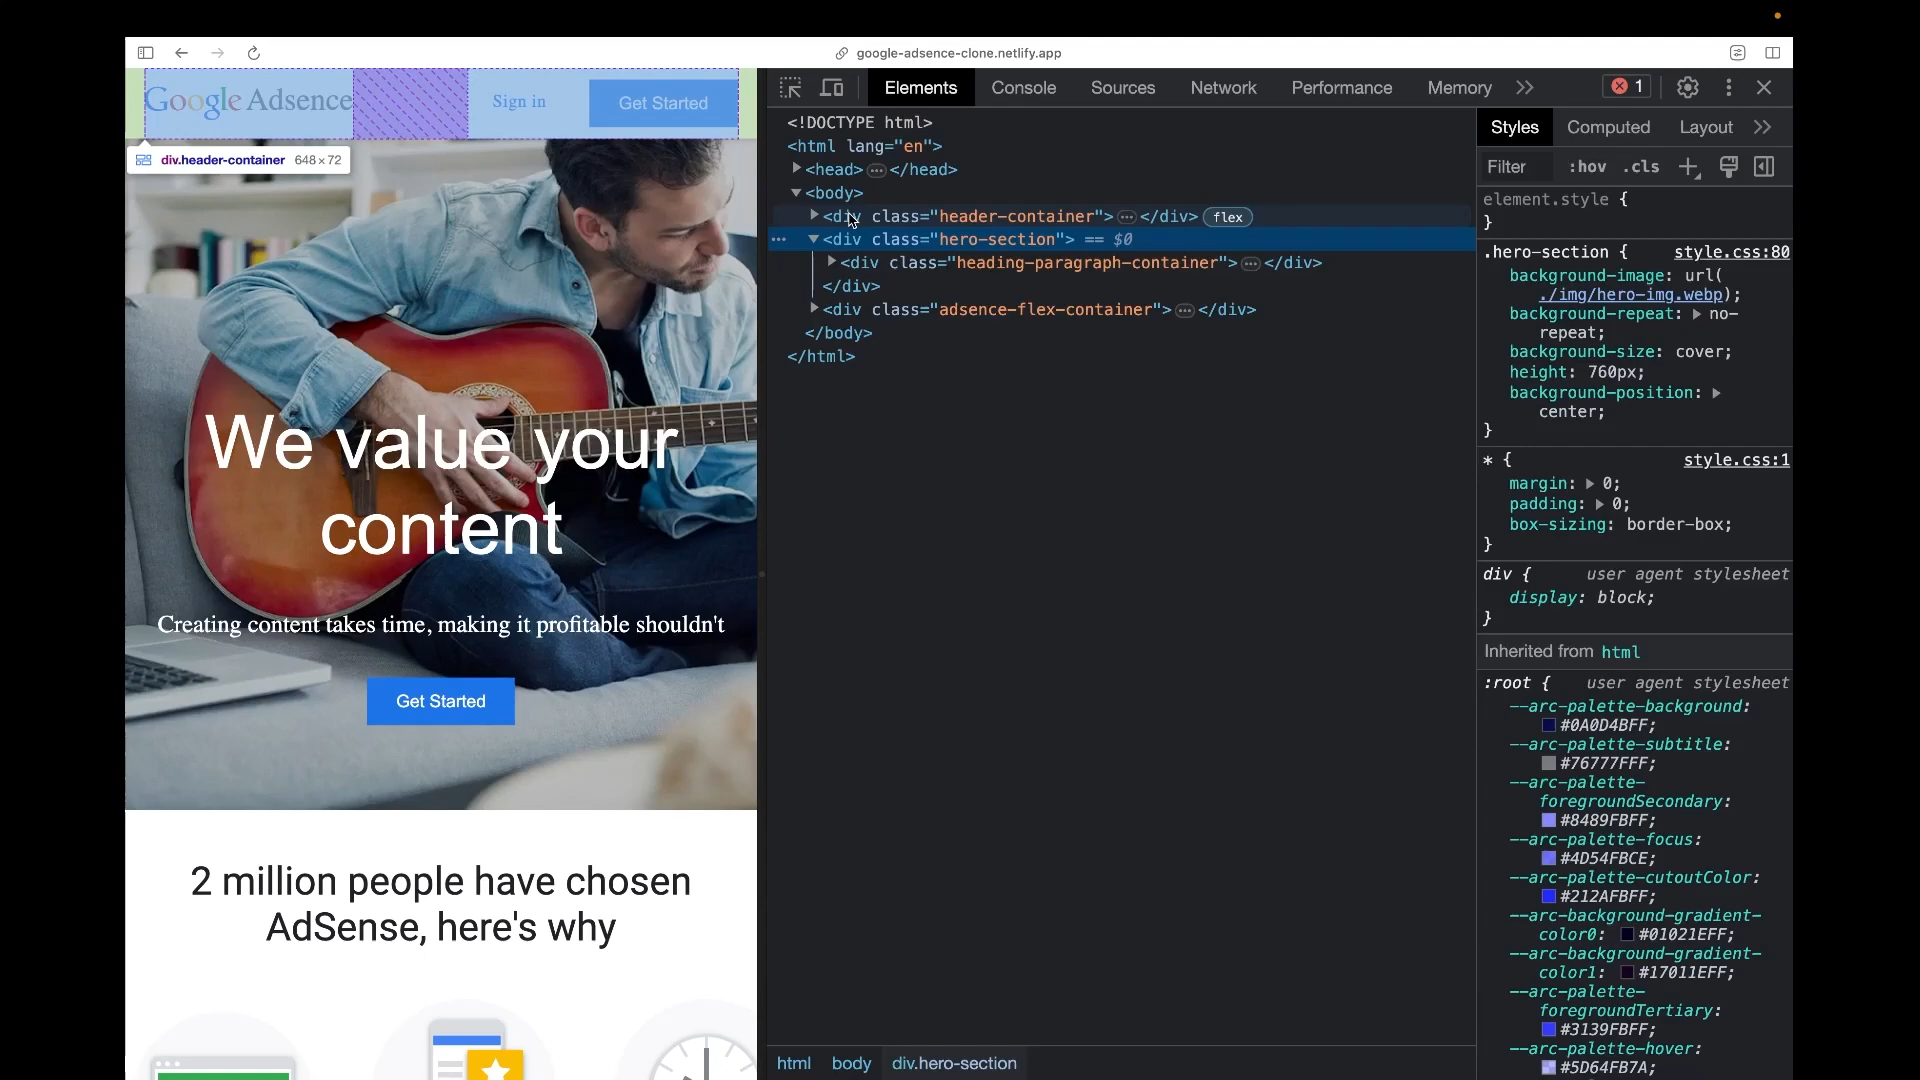 google-adsence-clone.netlify.app
Google Adsence
Sign in
Get Started
div.header-container 648 × 72
We value your
content
Creating content takes time, making it profitable shouldn't
Get Started
2 million people have chosen
AdSense, here's why
Elements Console Sources Network Performance Memory 1
<!DOCTYPE html>
<html lang="en">
<head> … </head>
<body>
<div class="header-container"> … </div> flex
<div class="hero-section"> == $0
<div class="heading-paragraph-container"> … </div>
</div>
<div class="adsence-flex-container"> … </div>
</body>
</html>
html body div.hero-section
Styles Computed Layout
Filter :hov .cls
element.style {
}
.hero-section { style.css:80
background-image: url(
./img/hero-img.webp);
background-repeat: no-
repeat;
background-size: cover;
height: 760px;
background-position:
center;
}
* { style.css:1
margin: 0;
padding: 0;
box-sizing: border-box;
}
div { user agent stylesheet
display: block;
}
Inherited from html
:root { user agent stylesheet
--arc-palette-background:
#0A0D4BFF;
--arc-palette-subtitle:
#76777FFF;
--arc-palette-
foregroundSecondary:
#8489FBFF;
--arc-palette-focus:
#4D54FBCE;
--arc-palette-cutoutColor:
#212AFBFF;
--arc-background-gradient-
color0: #01021EFF;
--arc-background-gradient-
color1: #17011EFF;
--arc-palette-
foregroundTertiary:
#3139FBFF;
--arc-palette-hover:
#5D64FB7A;